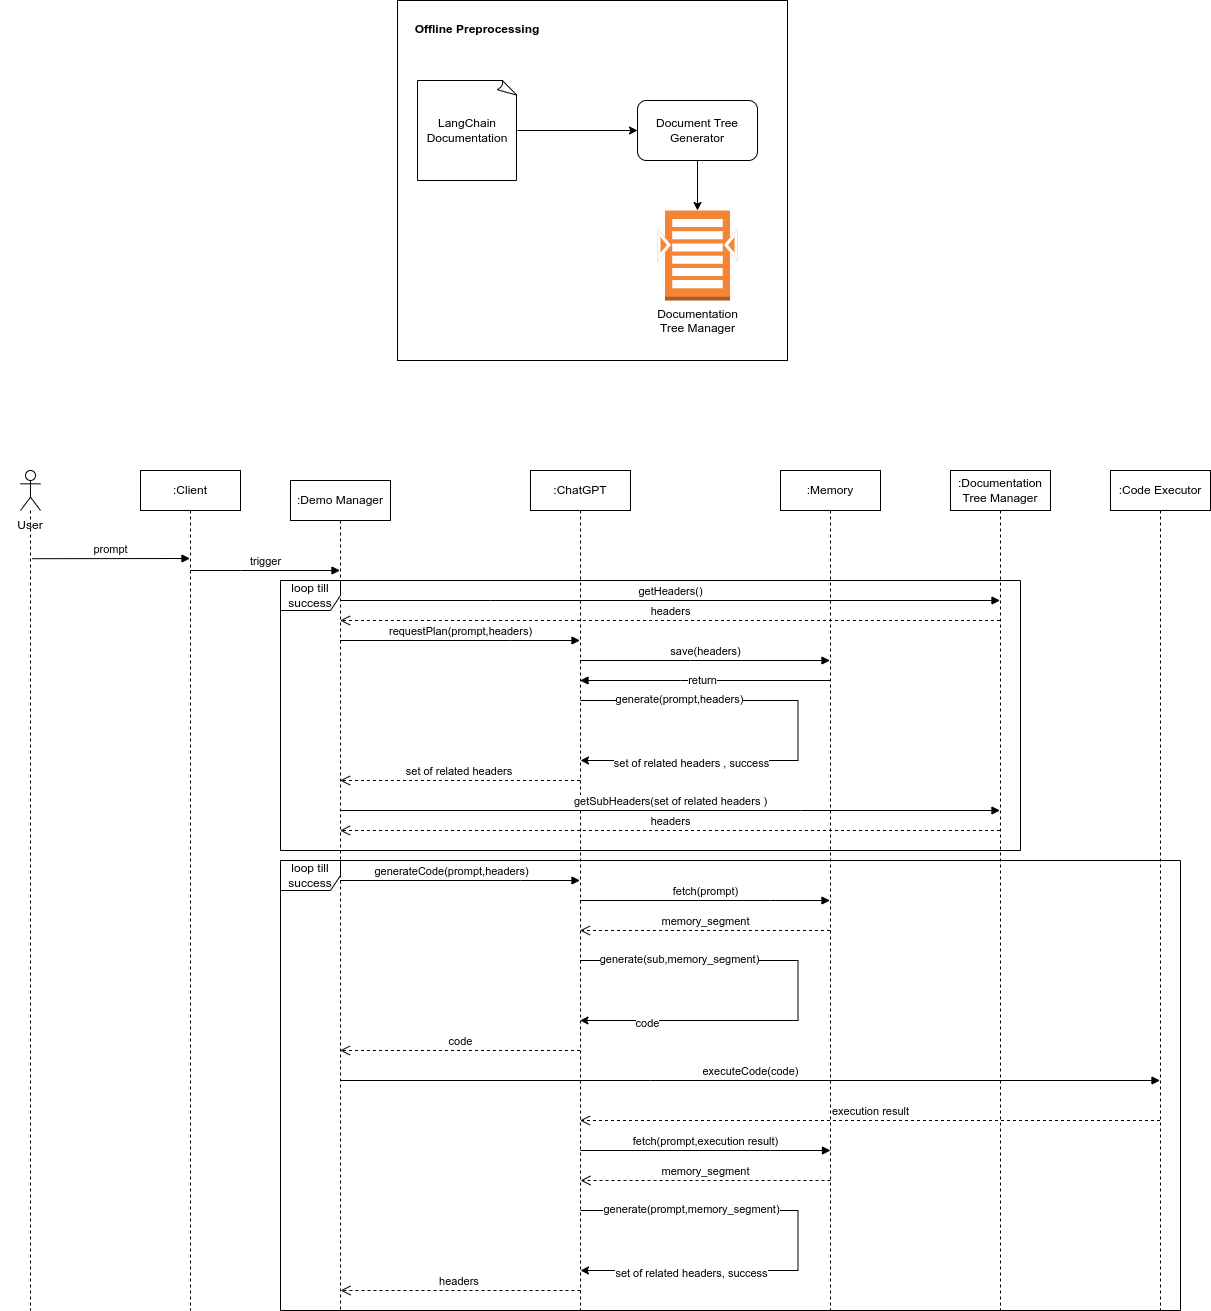 Offline Preprocessing
LangChain
Documentation
Document Tree
Generator
Documentation
Tree Manager
User
:Client
:Demo Manager
:ChatGPT
:Memory
:Documentation
Tree Manager
:Code Executor
prompt
trigger
loop till
success
getHeaders()
headers
requestPlan(prompt,headers)
save(headers)
return
generate(prompt,headers)
set of related headers , success
set of related headers
getSubHeaders(set of related headers )
headers
loop till
success
generateCode(prompt,headers)
fetch(prompt)
memory_segment
generate(sub,memory_segment)
code
code
executeCode(code)
execution result
fetch(prompt,execution result)
memory_segment
generate(prompt,memory_segment)
set of related headers, success
headers